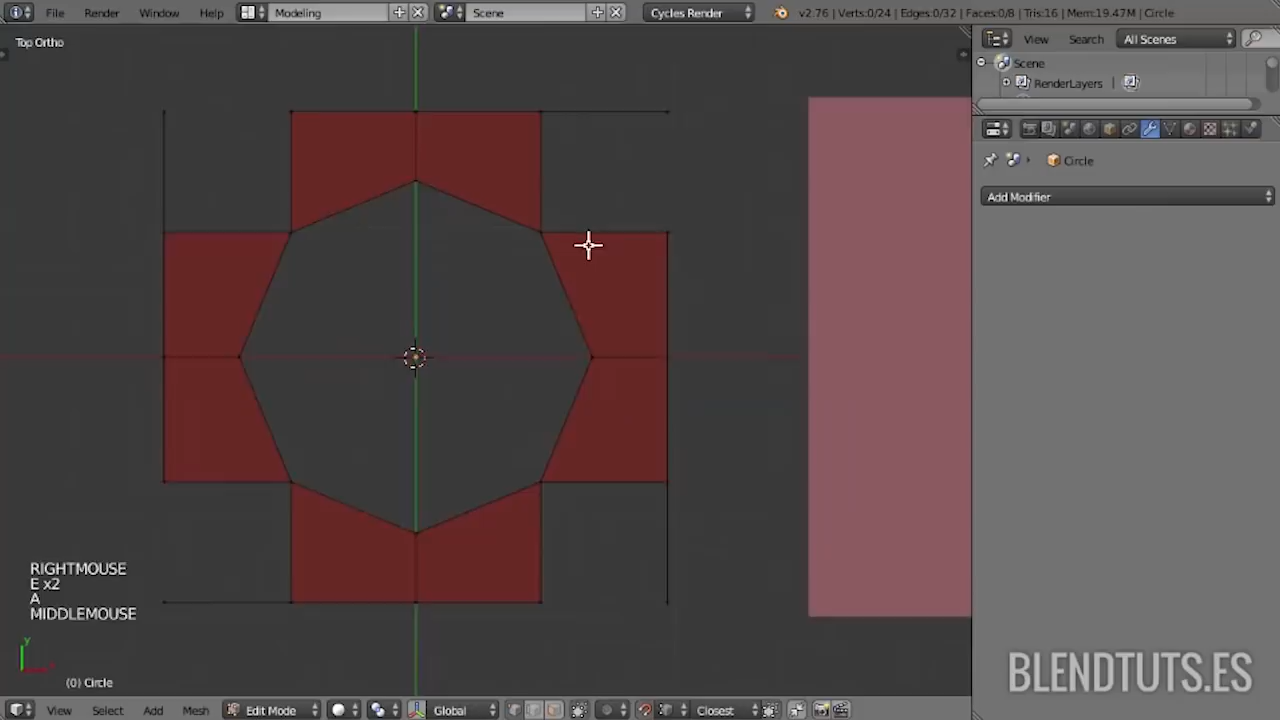 File Render Window Help Modeling Scene Cycles Render v2.76 | Verts:0/24 | Edges:0/32 | Faces:0/8 | Tris:16 | Mem:19.47M | Circle
Top Ortho
View Search All Scenes
Scene
RenderLayers |
Circle
Add Modifier
RIGHTMOUSE
E x2
A
MIDDLEMOUSE
y
(0) Circle
BLENDTUTS.ES
View Select Add Mesh Edit Mode Global Closest